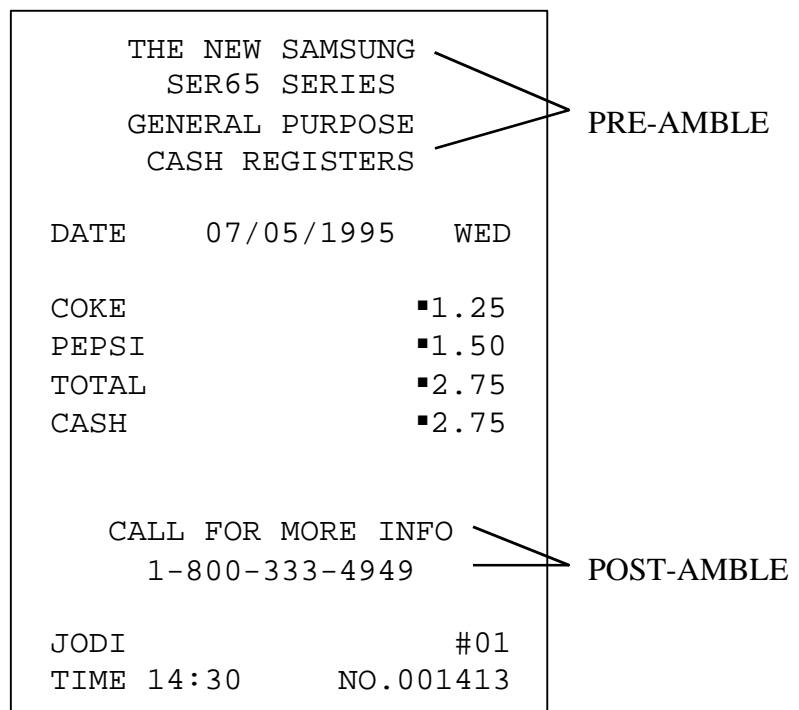 THE NEW SAMSUNG
SER65 SERIES
GENERAL PURPOSE
CASH REGISTERS
PRE-AMBLE
DATE 07/05/1995 WED
COKE ▪1.25
PEPSI ▪1.50
TOTAL ▪2.75
CASH ▪2.75
CALL FOR MORE INFO
1-800-333-4949
POST-AMBLE
JODI #01
TIME 14:30 NO.001413